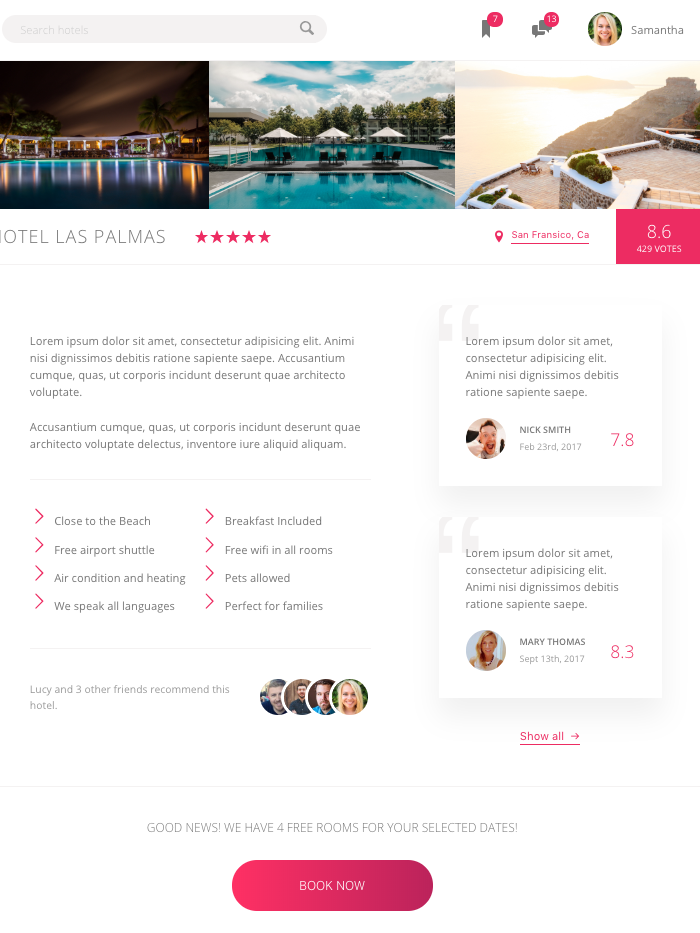 Search hotels
7
13
Samantha
HOTEL LAS PALMAS
San Fransico, Ca
8.6
429 VOTES
Lorem ipsum dolor sit amet, consectetur adipisicing elit. Animi
nisi dignissimos debitis ratione sapiente saepe. Accusantium
cumque, quas, ut corporis incidunt deserunt quae architecto
voluptate.
Accusantium cumque, quas, ut corporis incidunt deserunt quae
architecto voluptate delectus, inventore iure aliquid aliquam.
Close to the Beach
Breakfast Included
Free airport shuttle
Free wifi in all rooms
Air condition and heating
Pets allowed
We speak all languages
Perfect for families
Lucy and 3 other friends recommend this
hotel.
“
Lorem ipsum dolor sit amet,
consectetur adipisicing elit.
Animi nisi dignissimos debitis
ratione sapiente saepe.
NICK SMITH
Feb 23rd, 2017
7.8
“
Lorem ipsum dolor sit amet,
consectetur adipisicing elit.
Animi nisi dignissimos debitis
ratione sapiente saepe.
MARY THOMAS
Sept 13th, 2017
8.3
Show all →
GOOD NEWS! WE HAVE 4 FREE ROOMS FOR YOUR SELECTED DATES!
BOOK NOW